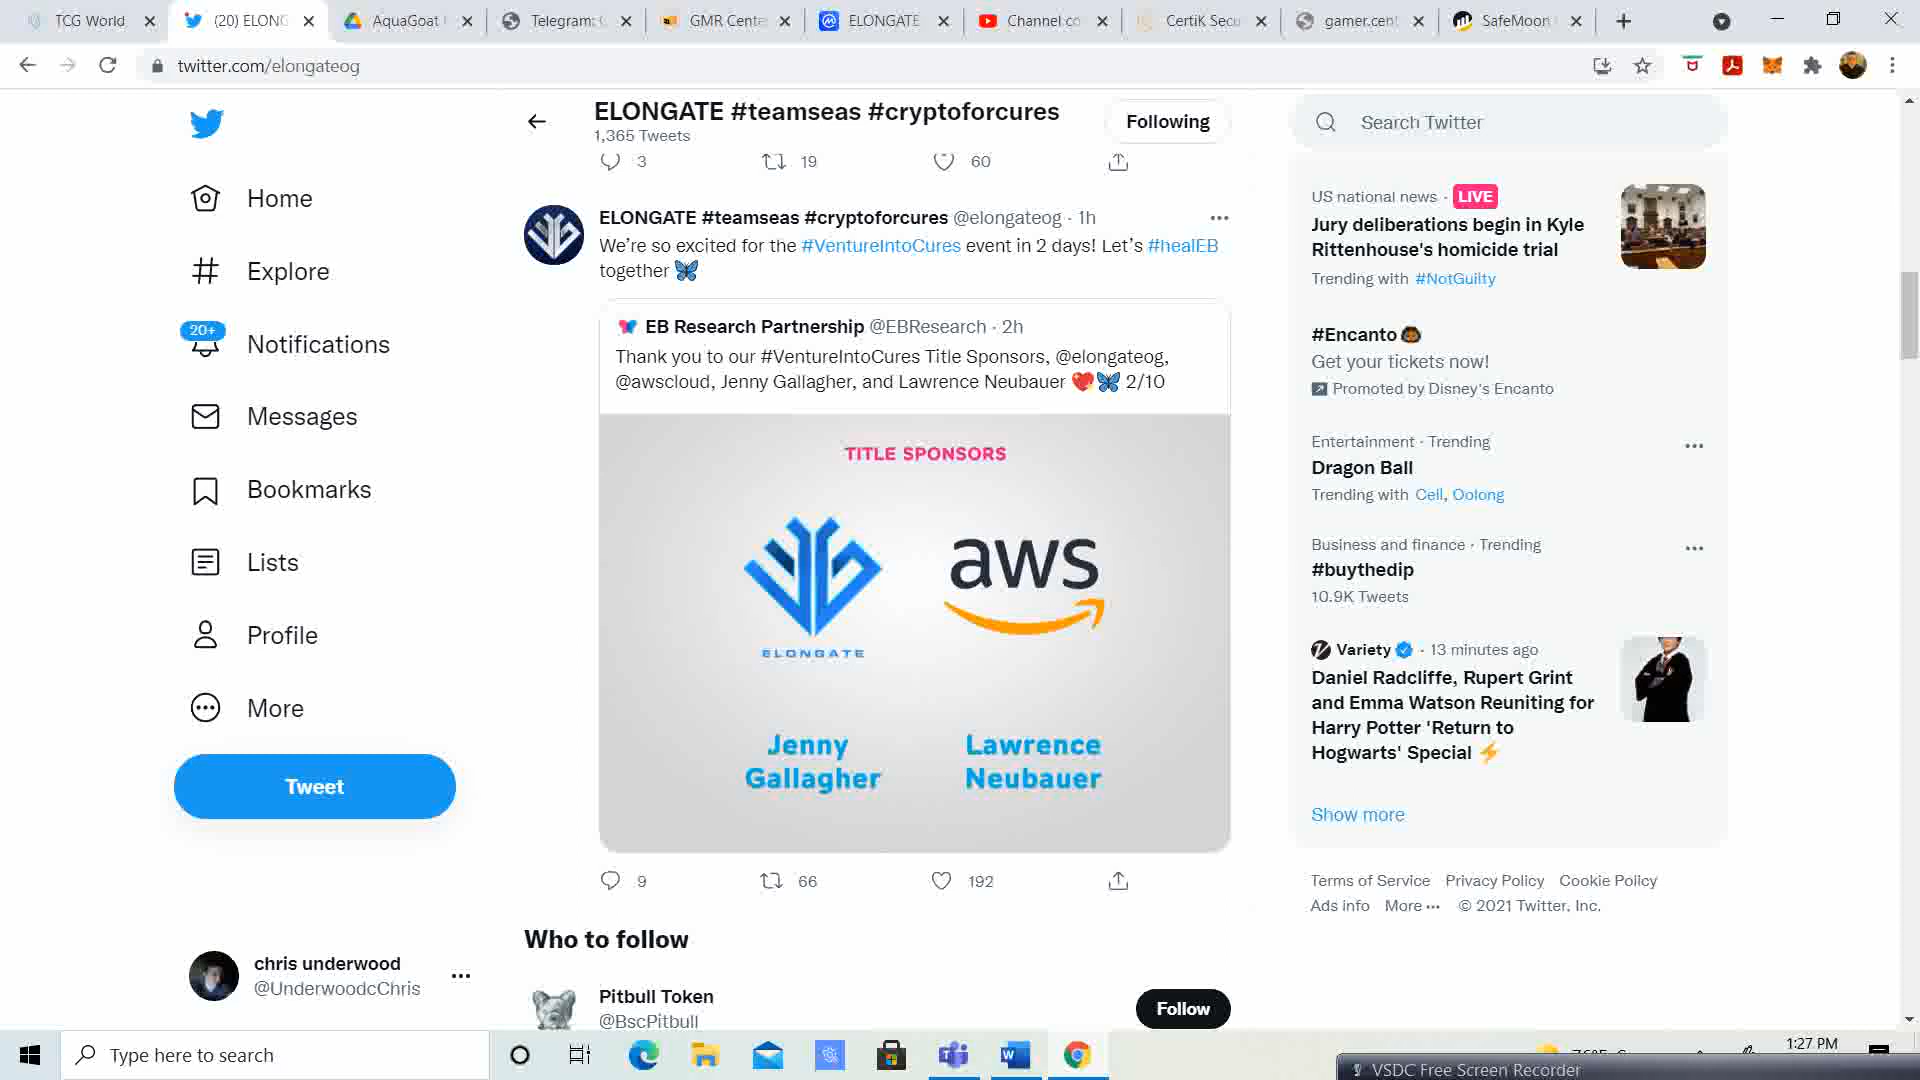 TCG World
(20) ELONG
AquaGoat
Telegram:
GMR Cente
ELONGATE
Channel co
CertiK Secu
gamer.cen
SafeMoon
twitter.com/elongateog
ELONGATE #teamseas #cryptoforcures
1,365 Tweets
Following
3 19 60
ELONGATE #teamseas #cryptoforcures @elongateog · 1h
We're so excited for the #VentureIntoCures event in 2 days! Let's #healEB
together
EB Research Partnership @EBResearch · 2h
Thank you to our #VentureIntoCures Title Sponsors, @elongateog,
@awscloud, Jenny Gallagher, and Lawrence Neubauer 2/10
TITLE SPONSORS
ELONGATE
aws
Jenny
Gallagher
Lawrence
Neubauer
9 66 192
Who to follow
Pitbull Token
@BscPitbull
Follow
Home
Explore
20+
Notifications
Messages
Bookmarks
Lists
Profile
More
Tweet
chris underwood
@UnderwoodcChris
Search Twitter
US national news · LIVE
Jury deliberations begin in Kyle
Rittenhouse's homicide trial
Trending with #NotGuilty
#Encanto
Get your tickets now!
Promoted by Disney's Encanto
Entertainment · Trending
Dragon Ball
Trending with Cell, Oolong
Business and finance · Trending
#buythedip
10.9K Tweets
Variety · 13 minutes ago
Daniel Radcliffe, Rupert Grint
and Emma Watson Reuniting for
Harry Potter 'Return to
Hogwarts' Special
Show more
Terms of Service Privacy Policy Cookie Policy
Ads info More ··· © 2021 Twitter, Inc.
Type here to search
1:27 PM
VSDC Free Screen Recorder